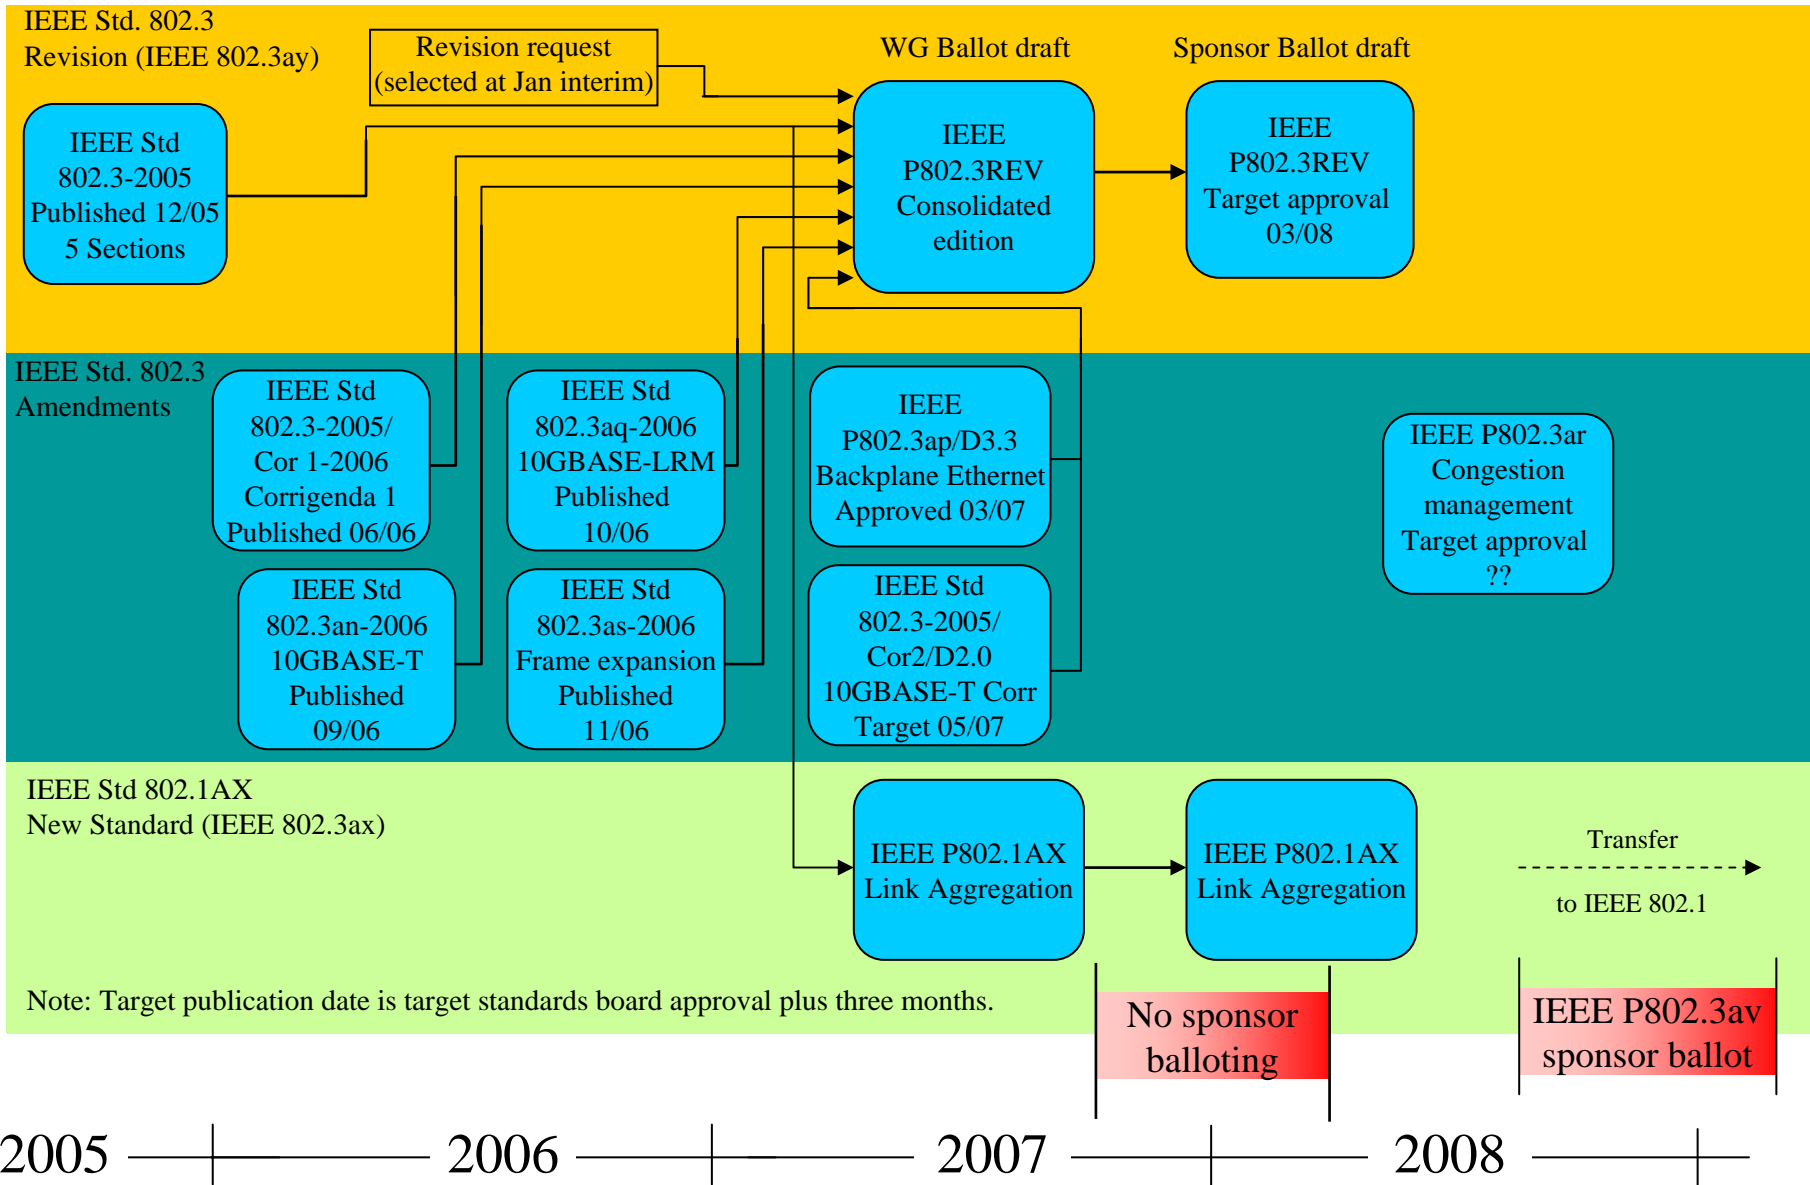 IEEE Std. 802.3
Revision (IEEE 802.3ay)
Revision request
(selected at Jan interim)
WG Ballot draft
Sponsor Ballot draft
IEEE Std
802.3-2005
Published 12/05
5 Sections
IEEE
P802.3REV
Consolidated
edition
IEEE
P802.3REV
Target approval
03/08
IEEE Std. 802.3
Amendments
IEEE Std
802.3-2005/
Cor 1-2006
Corrigenda 1
Published 06/06
IEEE Std
802.3aq-2006
10GBASE-LRM
Published
10/06
IEEE
P802.3ap/D3.3
Backplane Ethernet
Approved 03/07
IEEE P802.3ar
Congestion
management
Target approval
??
IEEE Std
802.3an-2006
10GBASE-T
Published
09/06
IEEE Std
802.3as-2006
Frame expansion
Published
11/06
IEEE Std
802.3-2005/
Cor2/D2.0
10GBASE-T Corr
Target 05/07
IEEE Std 802.1AX
New Standard (IEEE 802.3ax)
IEEE P802.1AX
Link Aggregation
IEEE P802.1AX
Link Aggregation
Transfer
to IEEE 802.1
Note: Target publication date is target standards board approval plus three months.
No sponsor
balloting
IEEE P802.3av
sponsor ballot
2005
2006
2007
2008